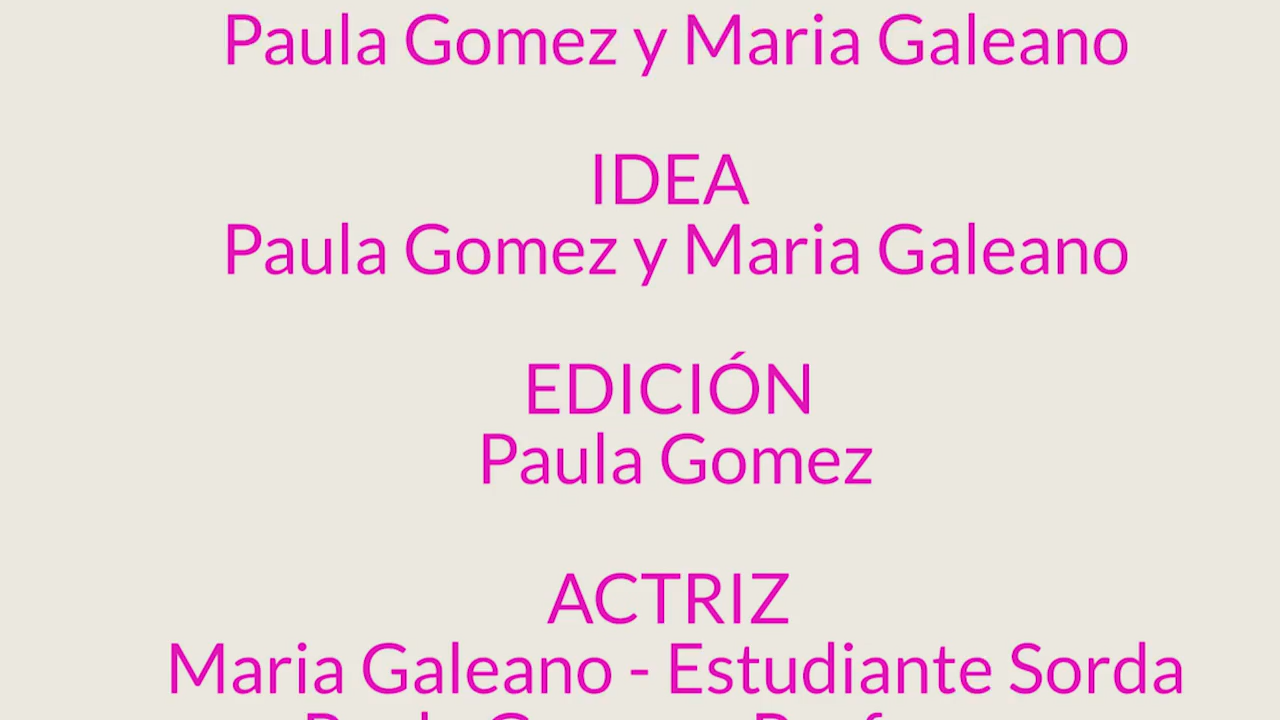 Paula Gomez y Maria Galeano
IDEA
Paula Gomez y Maria Galeano
EDICIÓN
Paula Gomez
ACTRIZ
Maria Galeano - Estudiante Sorda